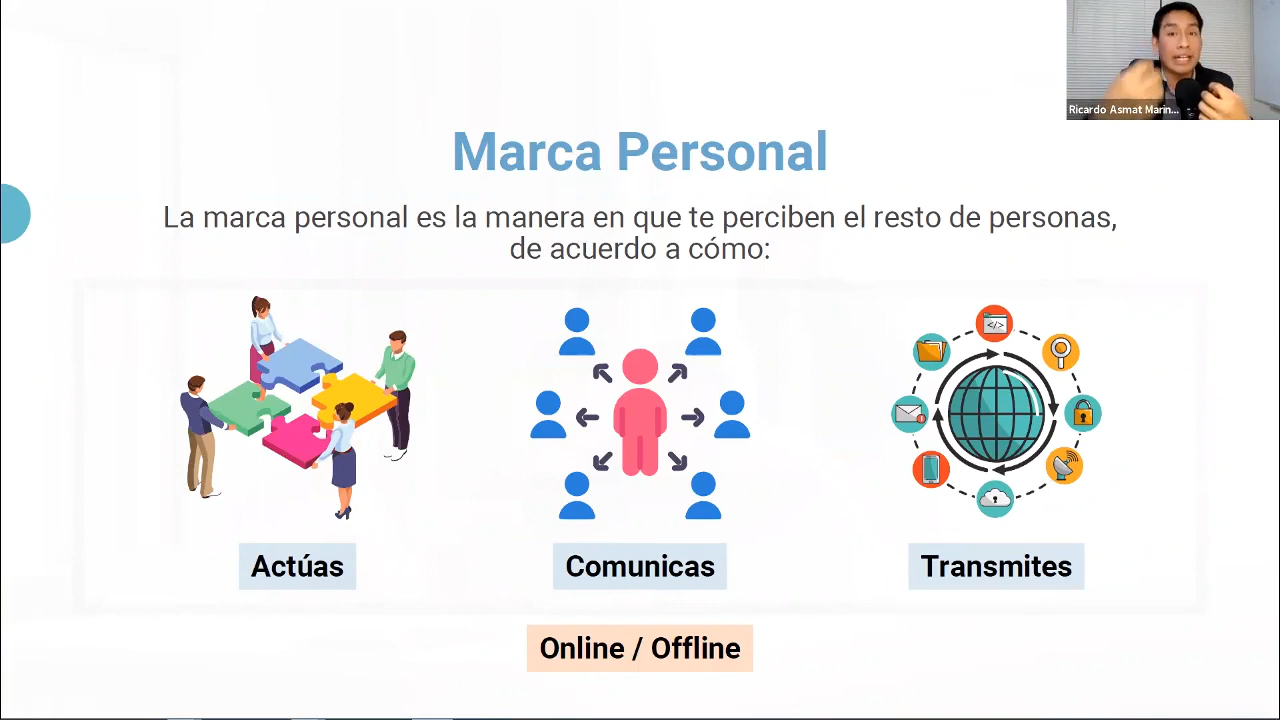 Ricardo Asmat Marin...
Marca Personal
La marca personal es la manera en que te perciben el resto de personas,
de acuerdo a cómo:
Actúas
Comunicas
Transmites
Online / Offline